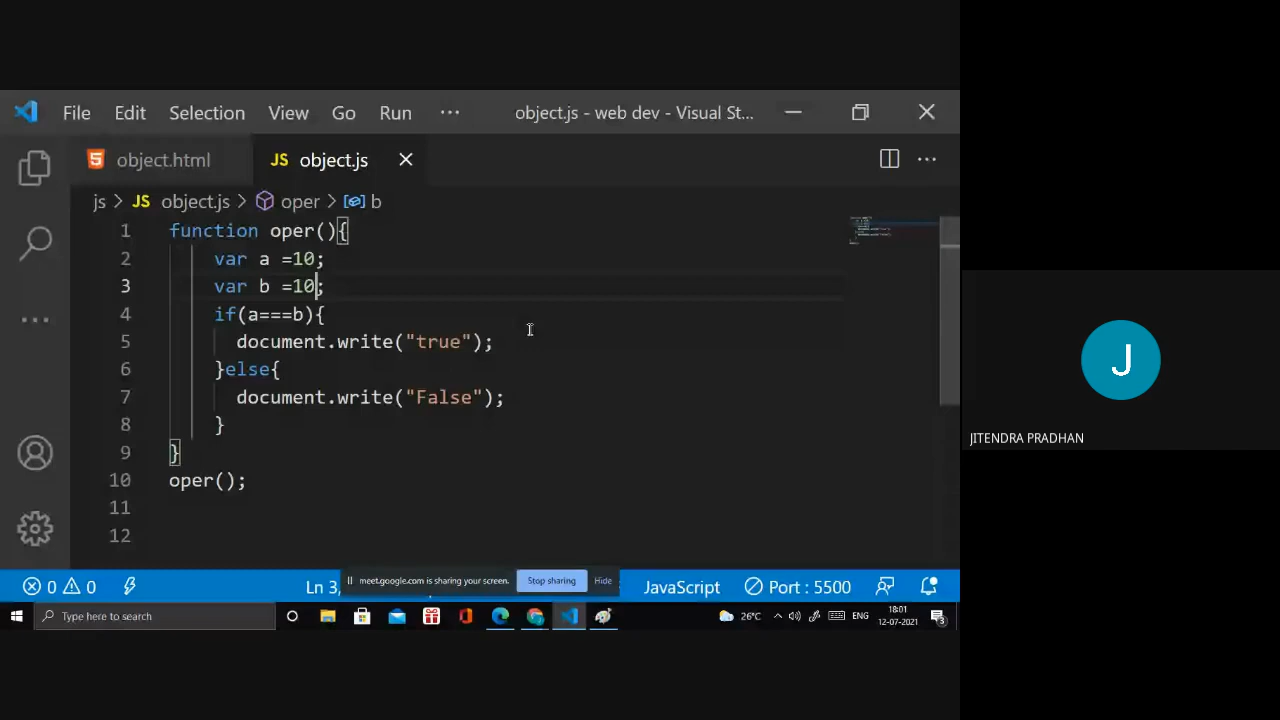 File Edit Selection View Go Run ··· object.js - web dev - Visual St...
object.html JS object.js
js > JS object.js > oper > b
1 function oper(){
2 var a =10;
3 var b =10;
4 if(a===b){
5 document.write("true");
6 }else{
7 document.write("False");
8 }
9 }
10 oper();
11
12
J
JITENDRA PRADHAN
0 0 Ln 3, meet.google.com is sharing your screen. Stop sharing Hide JavaScript Port : 5500
Type here to search 26°C ENG 18:01
12-07-2021 3